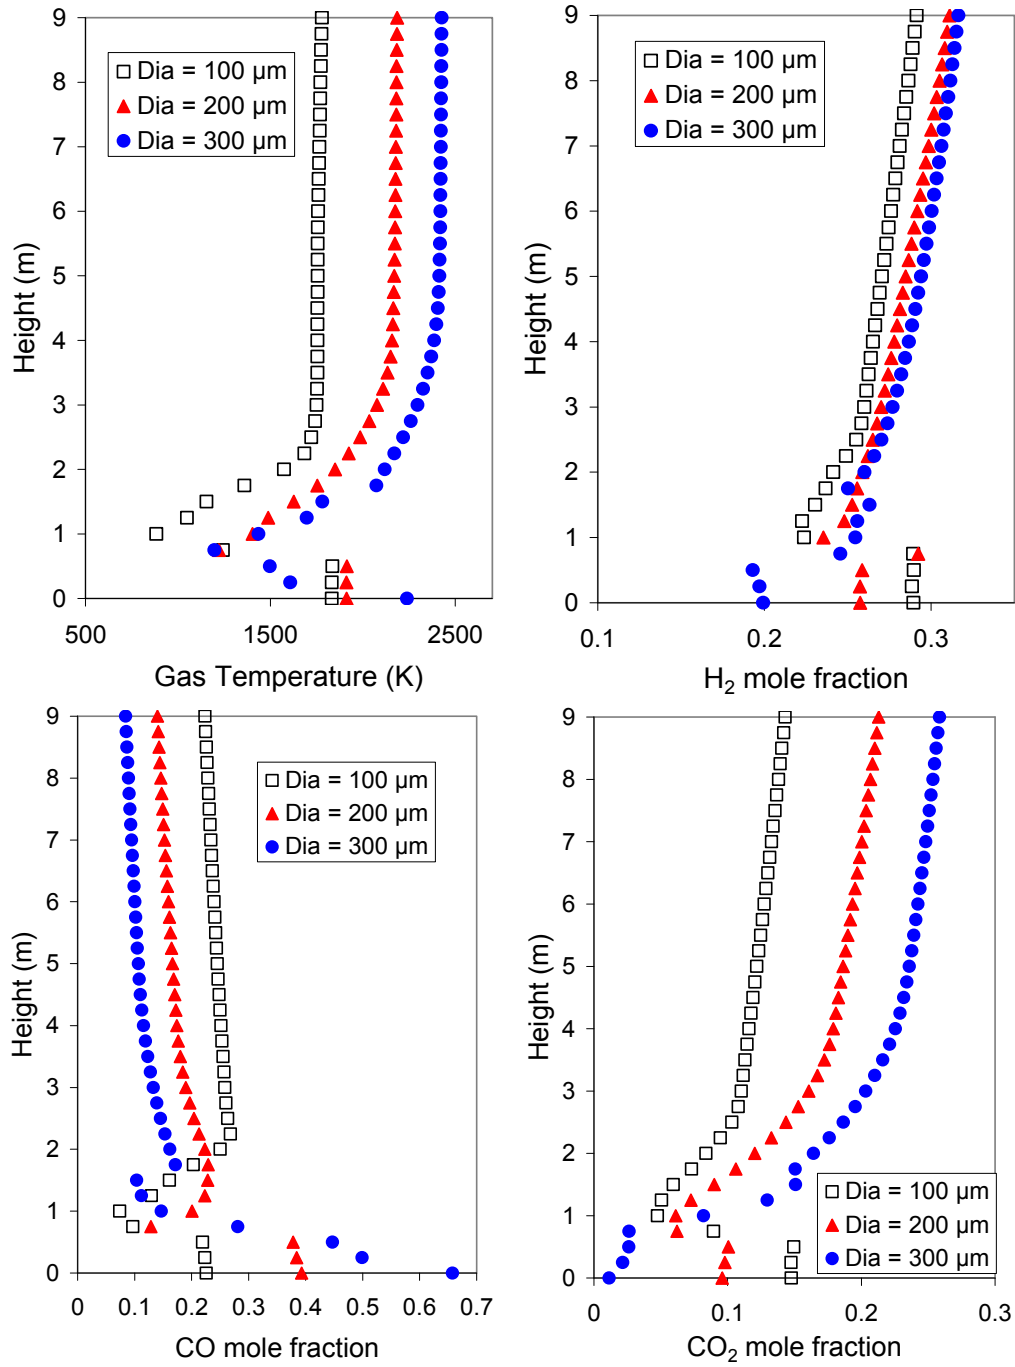 9
8
7
6
5
4
3
2
1
0
Height (m)
Dia = 100 µm
Dia = 200 µm
Dia = 300 µm
500
1500
2500
Gas Temperature (K)
9
8
7
6
5
4
3
2
1
0
Height (m)
Dia = 100 µm
Dia = 200 µm
Dia = 300 µm
0.1
0.2
0.3
H₂ mole fraction
9
8
7
6
5
4
3
2
1
0
Height (m)
Dia = 100 µm
Dia = 200 µm
Dia = 300 µm
0 0.1 0.2 0.3 0.4 0.5 0.6 0.7
CO mole fraction
9
8
7
6
5
4
3
2
1
0
Height (m)
Dia = 100 µm
Dia = 200 µm
Dia = 300 µm
0 0.1 0.2 0.3
CO₂ mole fraction